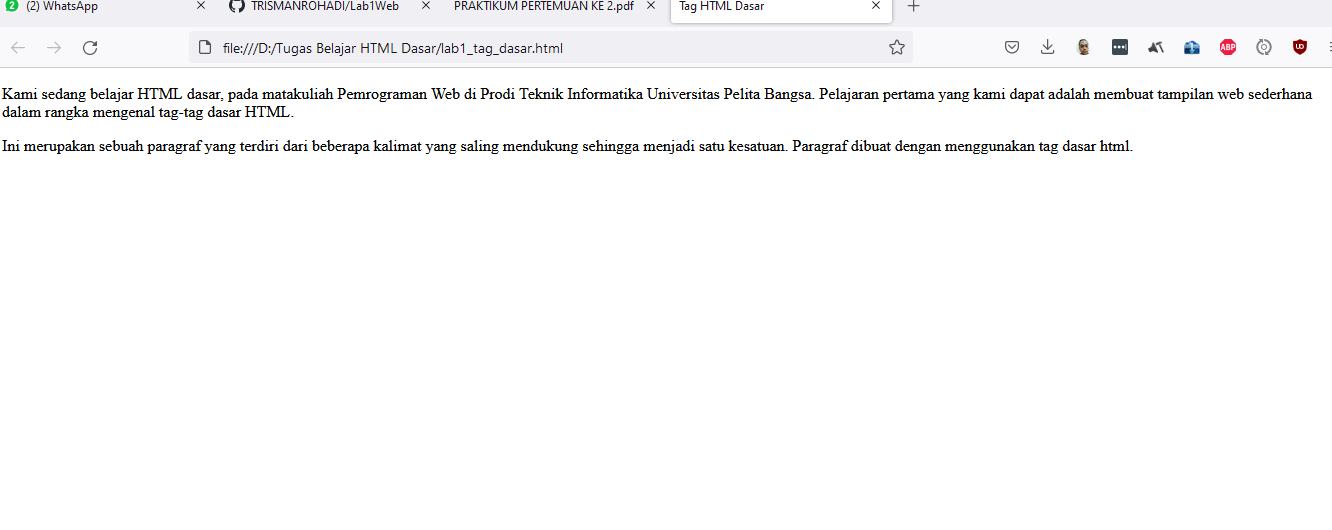 2 (2) WhatsApp
TRISMANROHADI/Lab1Web
PRAKTIKUM PERTEMUAN KE 2.pdf
Tag HTML Dasar
file:///D:/Tugas Belajar HTML Dasar/lab1_tag_dasar.html
ABP
UD
Kami sedang belajar HTML dasar, pada matakuliah Pemrograman Web di Prodi Teknik Informatika Universitas Pelita Bangsa. Pelajaran pertama yang kami dapat adalah membuat tampilan web sederhana
dalam rangka mengenal tag-tag dasar HTML.
Ini merupakan sebuah paragraf yang terdiri dari beberapa kalimat yang saling mendukung sehingga menjadi satu kesatuan. Paragraf dibuat dengan menggunakan tag dasar html.